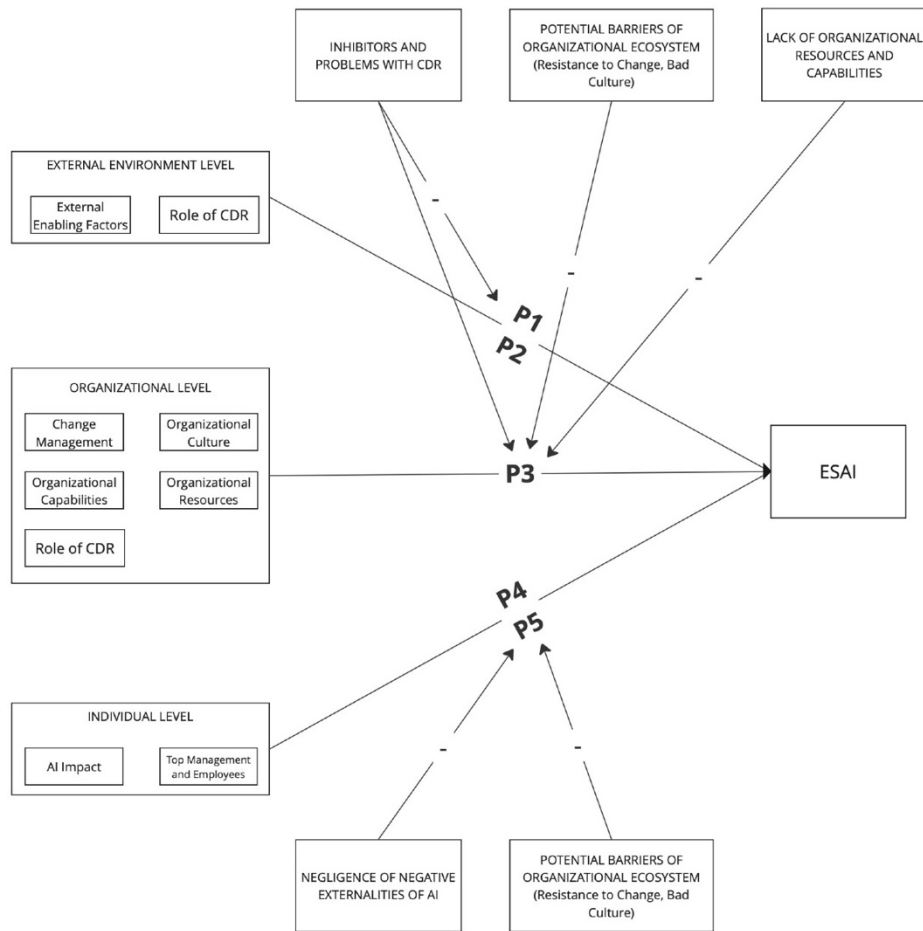 INHIBITORS AND
PROBLEMS WITH CDR
POTENTIAL BARRIERS OF
ORGANIZATIONAL ECOSYSTEM
(Resistance to Change, Bad
Culture)
LACK OF ORGANIZATIONAL
RESOURCES AND
CAPABILITIES
EXTERNAL ENVIRONMENT LEVEL
External
Enabling Factors
Role of CDR
-
-
-
P1
P2
ORGANIZATIONAL LEVEL
Change
Management
Organizational
Culture
Organizational
Capabilities
Organizational
Resources
Role of CDR
P3
ESAI
P4
P5
INDIVIDUAL LEVEL
AI Impact
Top Management
and Employees
-
-
NEGLIGENCE OF NEGATIVE
EXTERNALITIES OF AI
POTENTIAL BARRIERS OF
ORGANIZATIONAL ECOSYSTEM
(Resistance to Change, Bad
Culture)